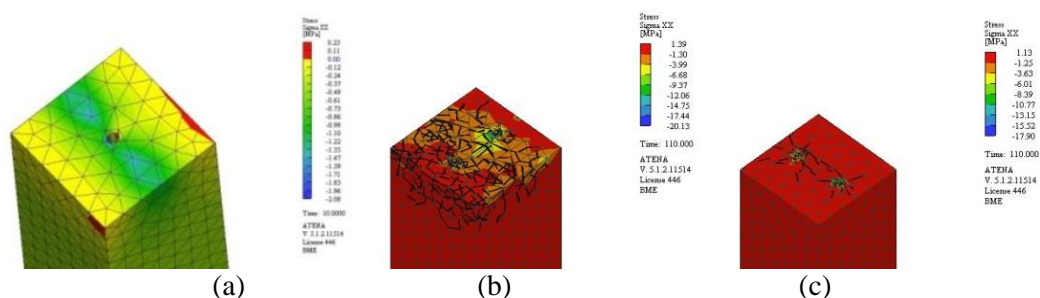 Stress
Sigma XX
[MPa]
0.23
0.11
0.00
-0.12
-0.24
-0.37
-0.49
-0.61
-0.73
-0.86
-0.98
-1.10
-1.22
-1.35
-1.47
-1.59
-1.71
-1.83
-1.96
-2.08
Time: 10.0000
ATENA
V. 5.1.2.11514
License 446
BME
(a)
Stress
Sigma XX
[MPa]
1.39
-1.30
-3.99
-6.68
-9.37
-12.06
-14.75
-17.44
-20.13
Time: 110.000
ATENA
V. 5.1.2.11514
License 446
BME
(b)
Stress
Sigma XX
[MPa]
1.13
-1.25
-3.63
-6.01
-8.39
-10.77
-13.15
-15.52
-17.90
Time: 110.000
ATENA
V. 5.1.2.11514
License 446
BME
(c)